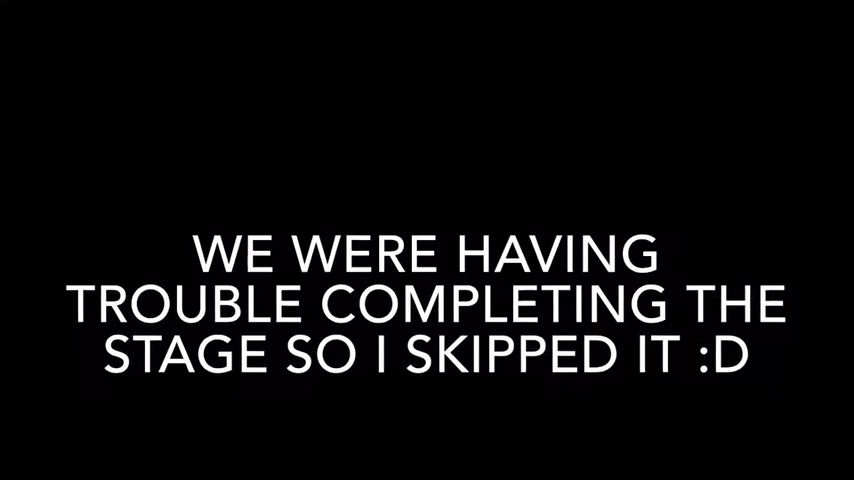 WE WERE HAVING
TROUBLE COMPLETING THE
STAGE SO I SKIPPED IT :D